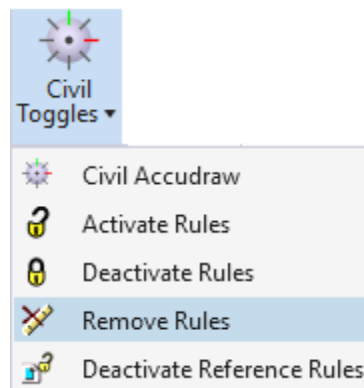 Civil
Toggles
Civil Accudraw
Activate Rules
Deactivate Rules
Remove Rules
Deactivate Reference Rules